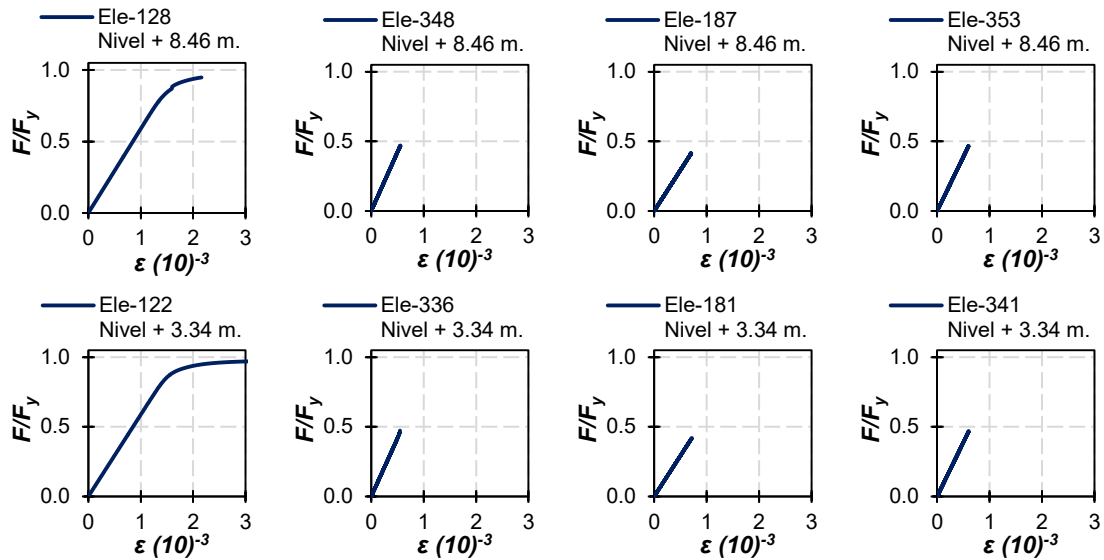 Ele-128
Nivel + 8.46 m.
1.0
0.5
0.0
F/Fy
0 1 2 3
ε (10)-3
Ele-348
Nivel + 8.46 m.
1.0
0.5
0.0
F/Fy
0 1 2 3
ε (10)-3
Ele-187
Nivel + 8.46 m.
1.0
0.5
0.0
F/Fy
0 1 2 3
ε (10)-3
Ele-353
Nivel + 8.46 m.
1.0
0.5
0.0
F/Fy
0 1 2 3
ε (10)-3
Ele-122
Nivel + 3.34 m.
1.0
0.5
0.0
F/Fy
0 1 2 3
ε (10)-3
Ele-336
Nivel + 3.34 m.
1.0
0.5
0.0
F/Fy
0 1 2 3
ε (10)-3
Ele-181
Nivel + 3.34 m.
1.0
0.5
0.0
F/Fy
0 1 2 3
ε (10)-3
Ele-341
Nivel + 3.34 m.
1.0
0.5
0.0
F/Fy
0 1 2 3
ε (10)-3